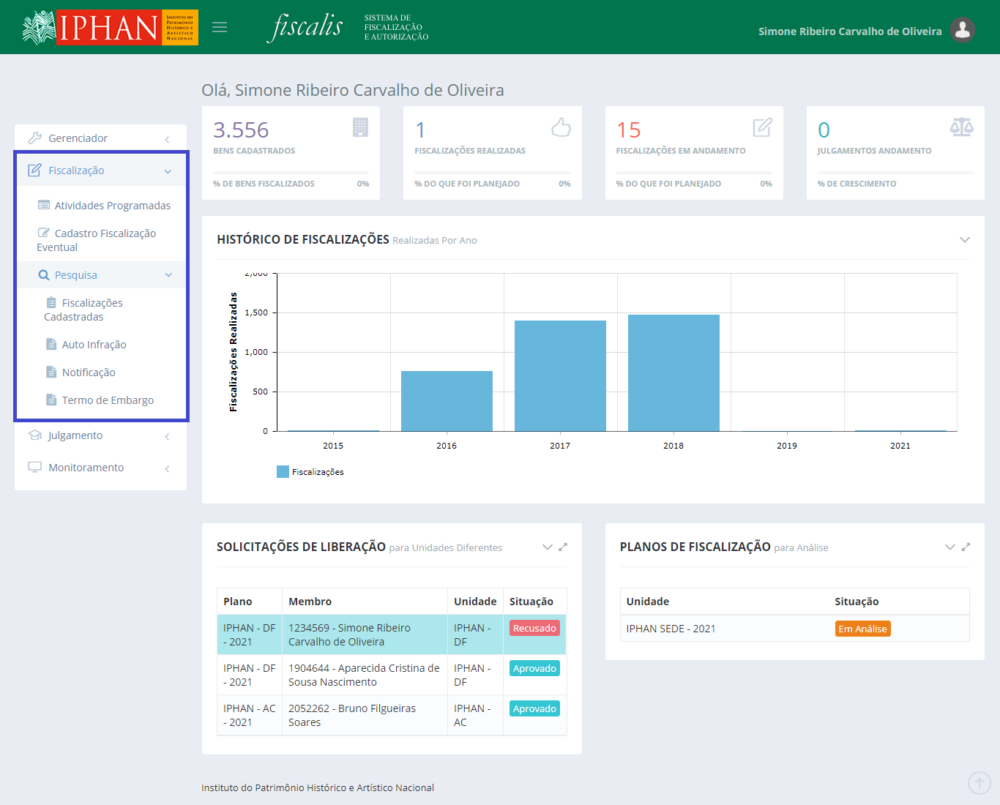 IPHAN
INSTITUTO DO
PATRIMÔNIO
HISTÓRICO E
ARTÍSTICO
NACIONAL
fiscalis
SISTEMA DE
FISCALIZAÇÃO
E AUTORIZAÇÃO
Simone Ribeiro Carvalho de Oliveira
Olá, Simone Ribeiro Carvalho de Oliveira
Gerenciador
Fiscalização
Atividades Programadas
Cadastro Fiscalização
Eventual
Pesquisa
Fiscalizações
Cadastradas
Auto Infração
Notificação
Termo de Embargo
Julgamento
Monitoramento
3.556
BENS CADASTRADOS
% DE BENS FISCALIZADOS 0%
1
FISCALIZAÇÕES REALIZADAS
% DO QUE FOI PLANEJADO 0%
15
FISCALIZAÇÕES EM ANDAMENTO
% DO QUE FOI PLANEJADO 0%
0
JULGAMENTOS ANDAMENTO
% DE CRESCIMENTO
HISTÓRICO DE FISCALIZAÇÕES Realizadas Por Ano
Fiscalizações Realizadas
2,000
1,500
1,000
500
0
2015 2016 2017 2018 2019 2021
Fiscalizações
SOLICITAÇÕES DE LIBERAÇÃO para Unidades Diferentes
Plano Membro Unidade Situação
IPHAN - DF 1234569 - Simone Ribeiro IPHAN - Recusado
- 2021 Carvalho de Oliveira DF
IPHAN - DF 1904644 - Aparecida Cristina de IPHAN - Aprovado
- 2021 Sousa Nascimento DF
IPHAN - AC 2052262 - Bruno Filgueiras IPHAN - Aprovado
- 2021 Soares AC
PLANOS DE FISCALIZAÇÃO para Análise
Unidade Situação
IPHAN SEDE - 2021 Em Análise
Instituto do Patrimônio Histórico e Artístico Nacional